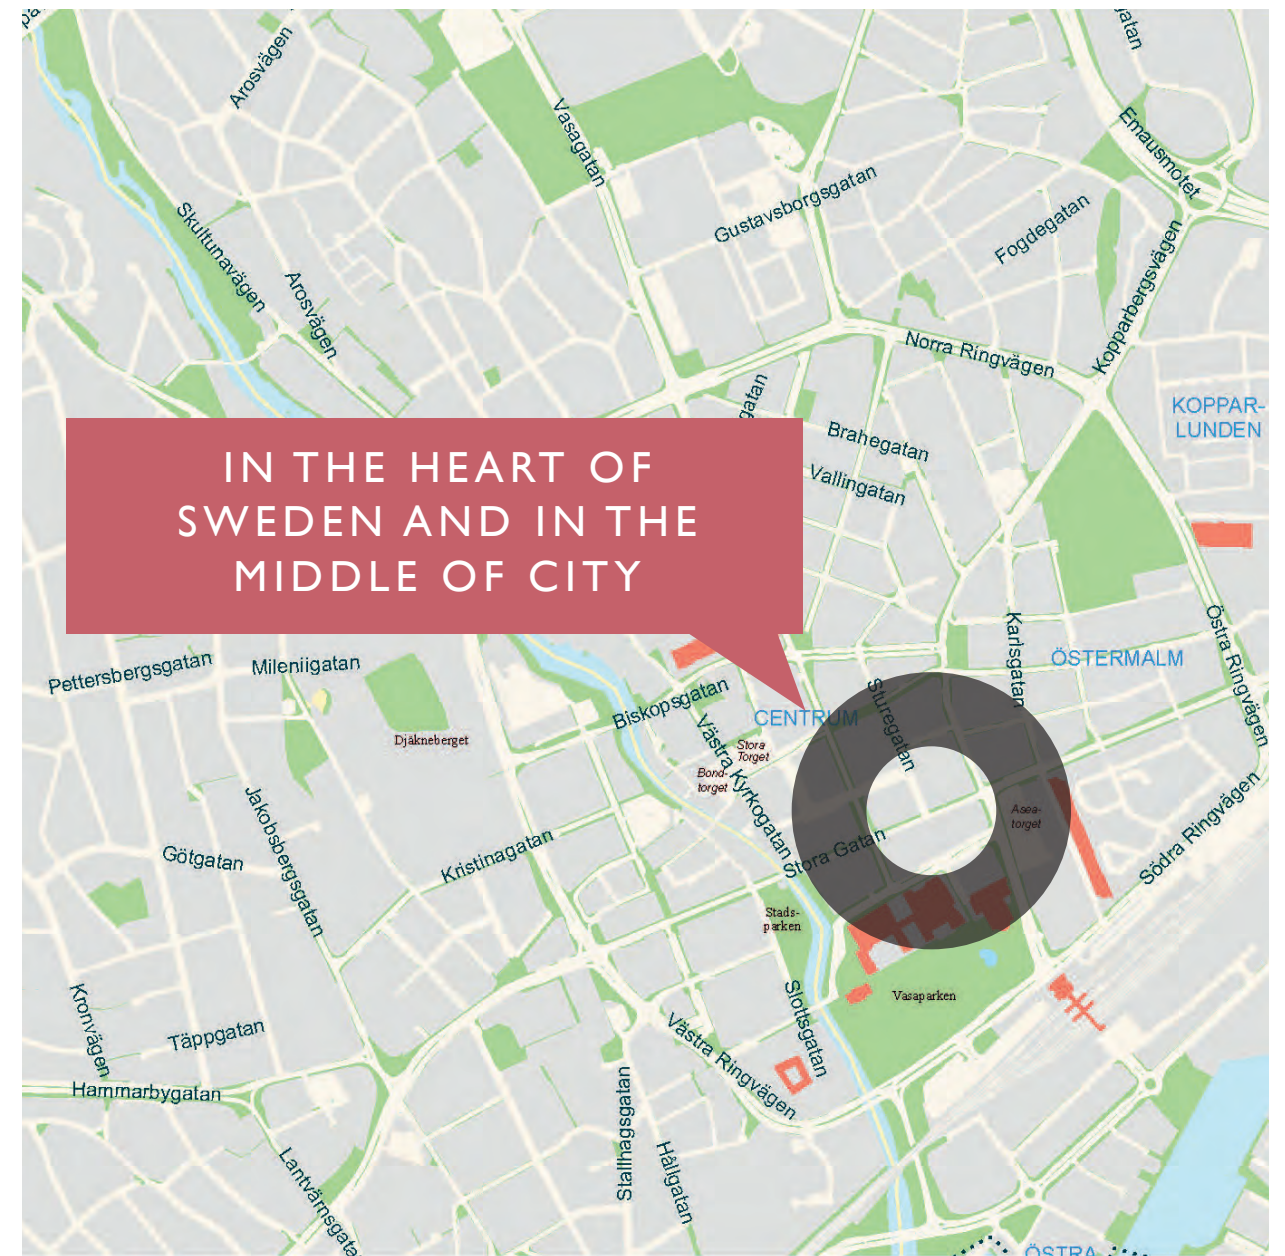 Arosvägen
Vasagatan
Emausmotet
Gustavsborgsgatan
Fogdegatan
Skultunavägen
Arosvägen
Kopparbergsvägen
Norra Ringvägen
KOPPAR-
LUNDEN
Brahegatan
Vallingatan
IN THE HEART OF
SWEDEN AND IN THE
MIDDLE OF CITY
Karlsgatan
Östra Ringvägen
ÖSTERMALM
Pettersbergsgatan
Mileniigatan
Biskopsgatan
Sturegatan
CENTRUM
Djäkneberget
Västra Kyrkogatan
Stora
Torget
Bond-
torget
Asea-
torget
Södra Ringvägen
Jakobsbergsgatan
Götgatan
Kristinagatan
Stora Gatan
Stads-
parken
Vasaparken
Kronvägen
Täppgatan
Slottsgatan
Västra Ringvägen
Hammarbygatan
Stallhagsgatan
Hållgatan
ÖSTRA